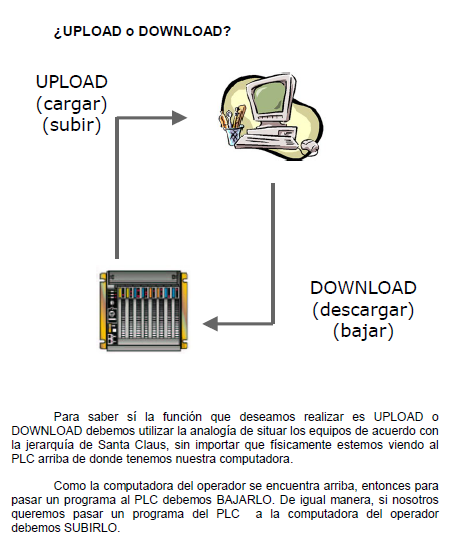 ¿UPLOAD o DOWNLOAD?
UPLOAD
(cargar)
(subir)
DOWNLOAD
(descargar)
(bajar)
Para saber sí la función que deseamos realizar es UPLOAD o
DOWNLOAD debemos utilizar la analogía de situar los equipos de acuerdo con
la jerarquía de Santa Claus, sin importar que físicamente estemos viendo al
PLC arriba de donde tenemos nuestra computadora.
Como la computadora del operador se encuentra arriba, entonces para
pasar un programa al PLC debemos BAJARLO. De igual manera, si nosotros
queremos pasar un programa del PLC a la computadora del operador
debemos SUBIRLO.